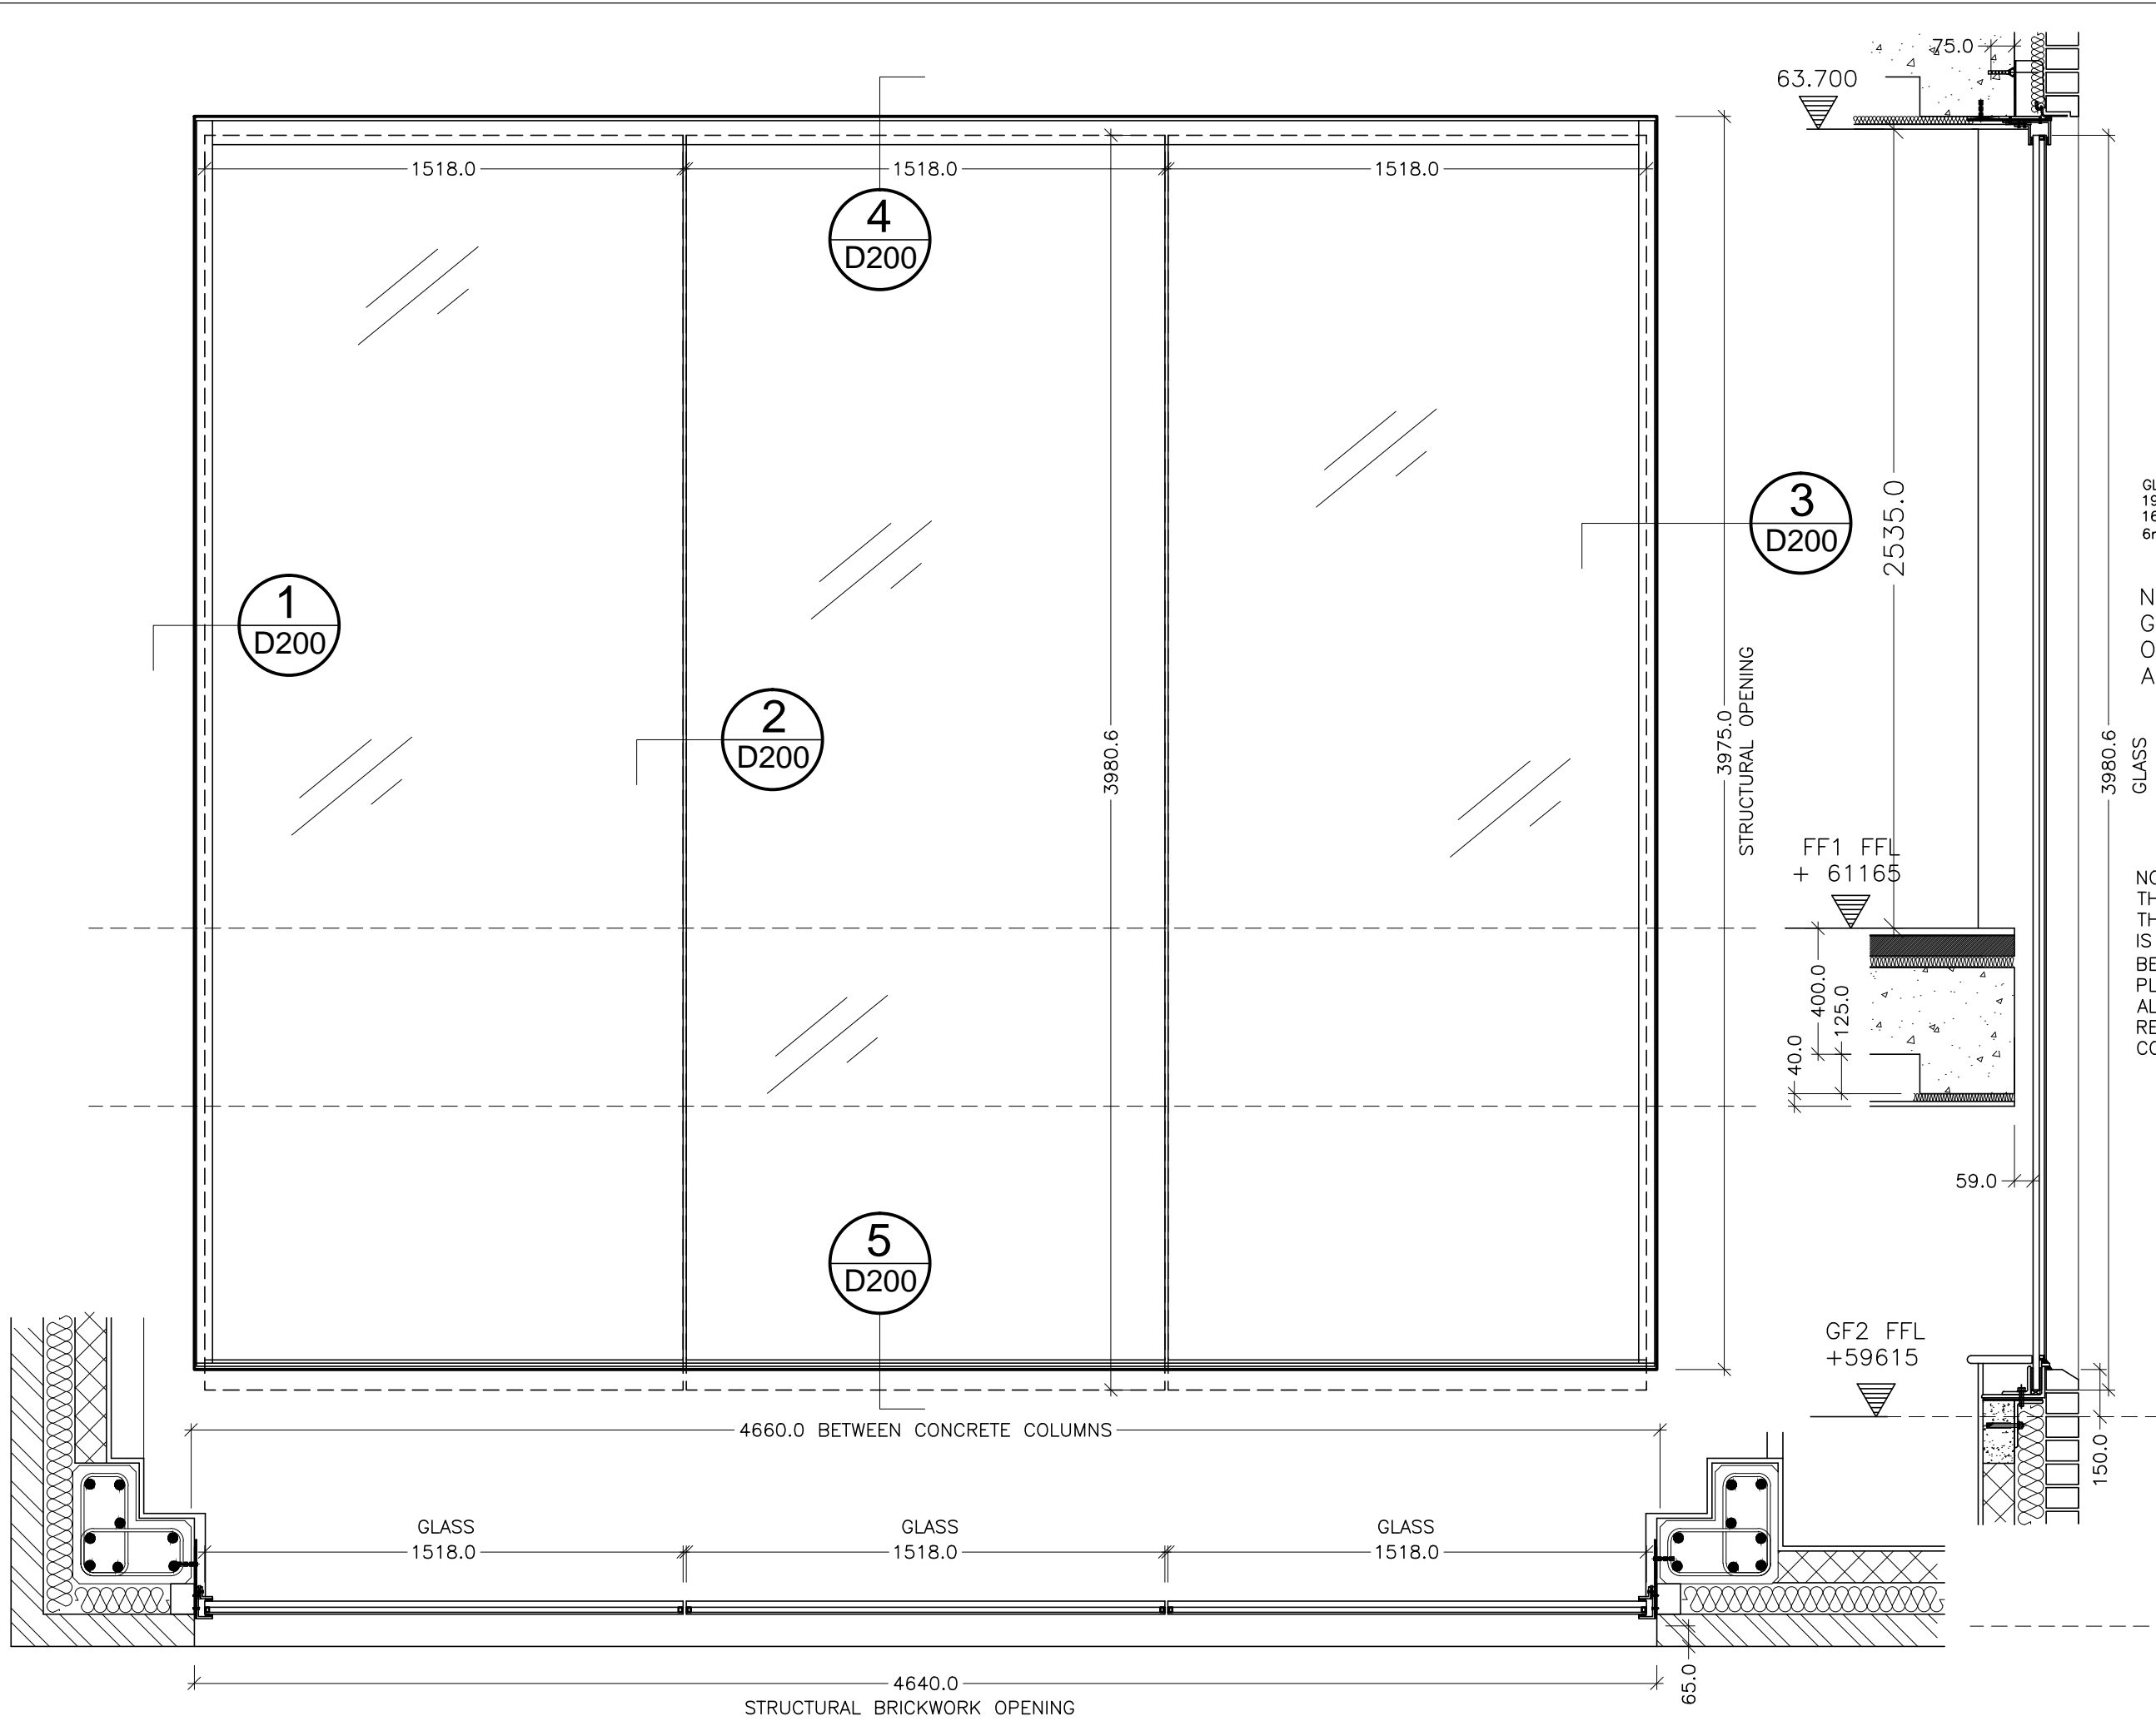 75.0
63.700
1518.0 1518.0 1518.0
4
D200
3
D200
2535.0
1
D200
2
D200
3980.6
3975.0
STRUCTURAL OPENING
3980.6
GLASS
FF1 FFL
+ 61165
400.0
125.0
40.0
59.0
5
D200
GF2 FFL
+59615
150.0
4660.0 BETWEEN CONCRETE COLUMNS
GLASS GLASS GLASS
1518.0 1518.0 1518.0
65.0
4640.0
STRUCTURAL BRICKWORK OPENING